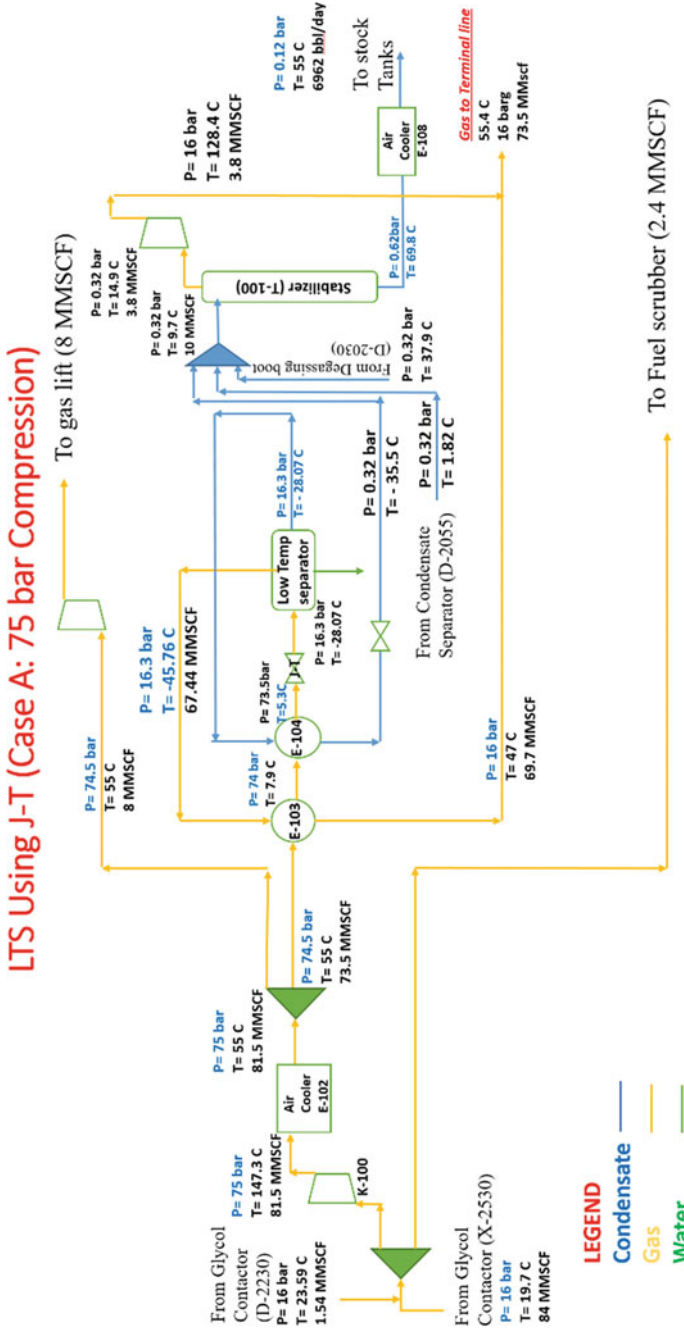 LTS Using J-T (Case A: 75 bar Compression)
From Glycol
Contactor
(D-2230)
P= 16 bar
T= 23.59 C
1.54 MMSCF
From Glycol
Contactor (X-2530)
P= 16 bar
T= 19.7 C
84 MMSCF
K-100
P= 75 bar
T= 147.3 C
81.5 MMSCF
Air
Cooler
E-102
P= 75 bar
T= 55 C
81.5 MMSCF
P= 74.5 bar
T= 55 C
73.5 MMSCF
P= 74.5 bar
T= 55 C
8 MMSCF
To gas lift (8 MMSCF)
E-103
P= 74 bar
T= 7.9 C
E-104
P= 73.5bar
T=5.3C
J-T
P= 16.3 bar
T= -28.07 C
Low Temp
separator
P= 16.3 bar
T= -45.76 C
67.44 MMSCF
P= 16.3 bar
T= - 28.07 C
P= 0.32 bar
T= - 35.5 C
From Condensate
Separator (D-2055)
P= 0.32 bar
T= 1.82 C
From Degassing boot
(D-2030)
P= 0.32 bar
T= 37.9 C
P= 0.32 bar
T= 9.7 C
10 MMSCF
Stabilizer (T-100)
P= 0.32 bar
T= 14.9 C
3.8 MMSCF
P= 16 bar
T= 128.4 C
3.8 MMSCF
P= 0.62bar
T= 69.8 C
Air
Cooler
E-108
P= 0.12 bar
T= 55 C
6962 bbl/day
To stock
Tanks
Gas to Terminal line
55.4 C
16 barg
73.5 MMscf
P= 16 bar
T= 47 C
69.7 MMSCF
To Fuel scrubber (2.4 MMSCF)
LEGEND
Condensate
Gas
Water